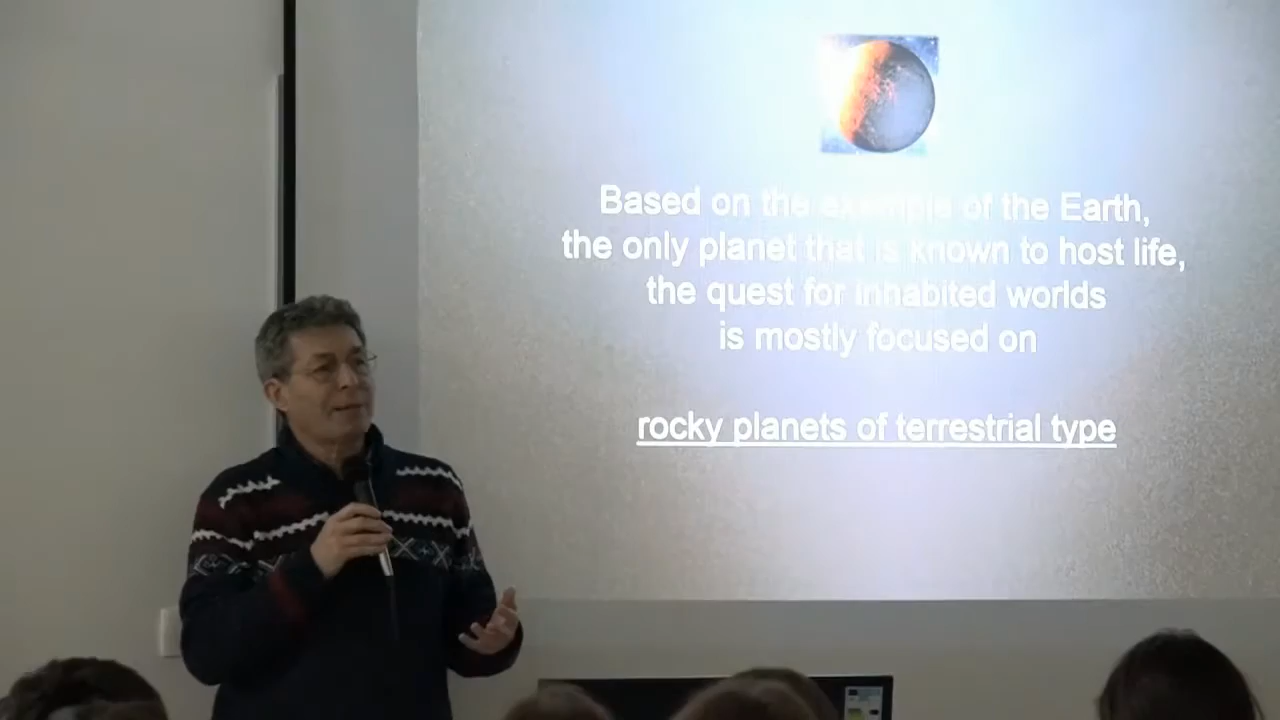 Based on the example of the Earth,
the only planet that is known to host life,
the quest for inhabited worlds
is mostly focused on
rocky planets of terrestrial type